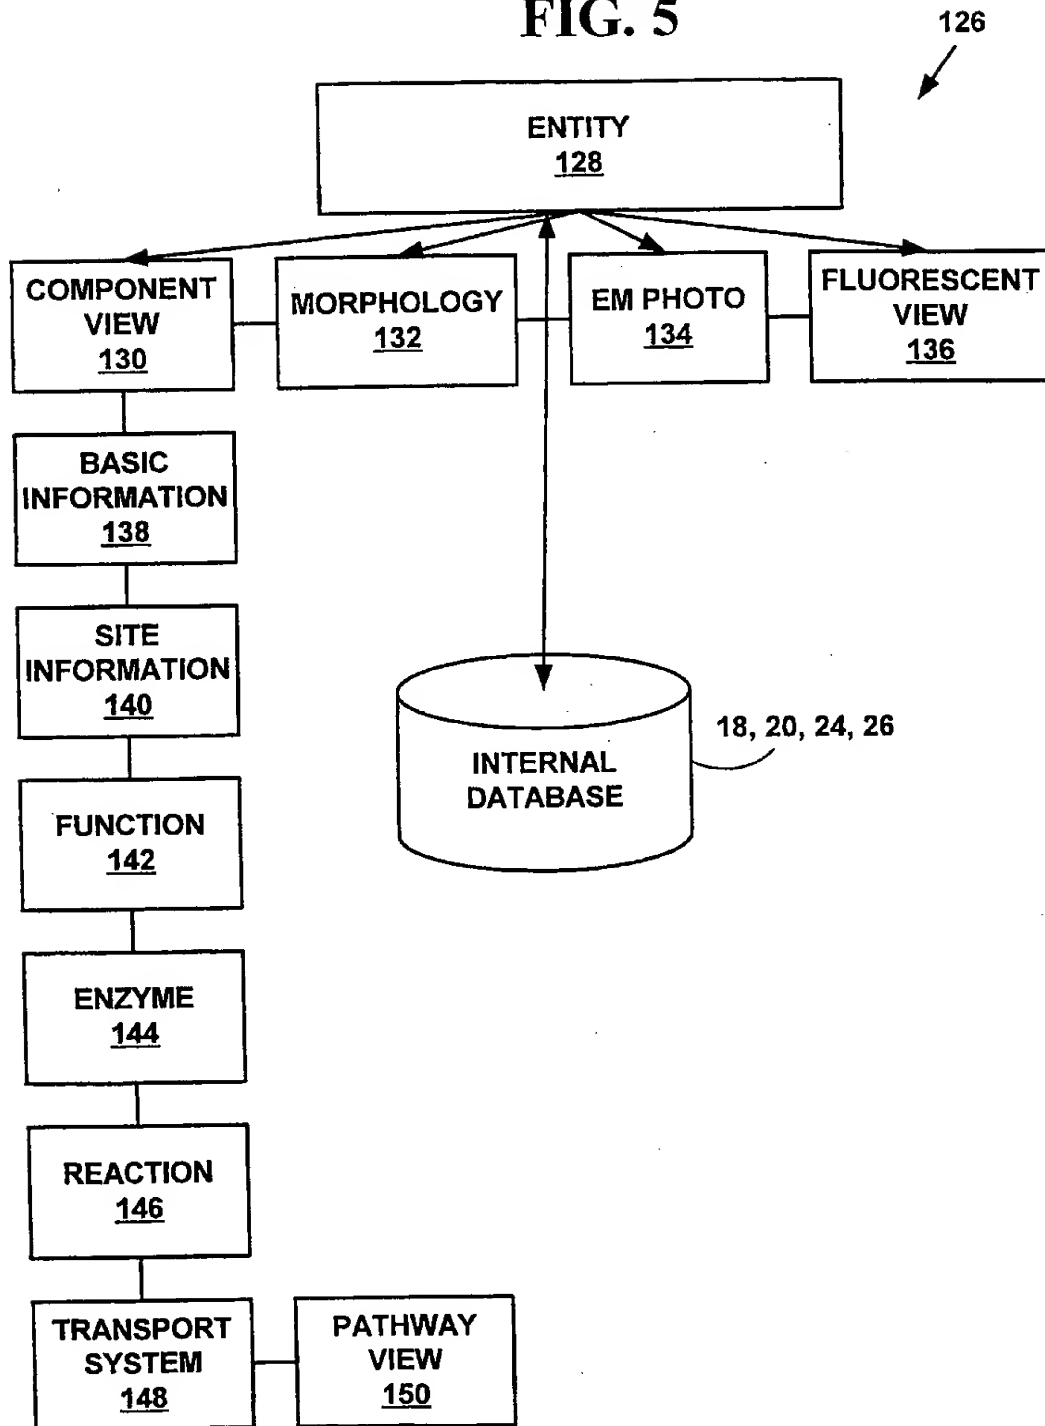 FIG. 5
126
ENTITY
128
COMPONENT
VIEW
130
MORPHOLOGY
132
EM PHOTO
134
FLUORESCENT
VIEW
136
BASIC
INFORMATION
138
SITE
INFORMATION
140
18, 20, 24, 26
INTERNAL
DATABASE
FUNCTION
142
ENZYME
144
REACTION
146
TRANSPORT
SYSTEM
148
PATHWAY
VIEW
150